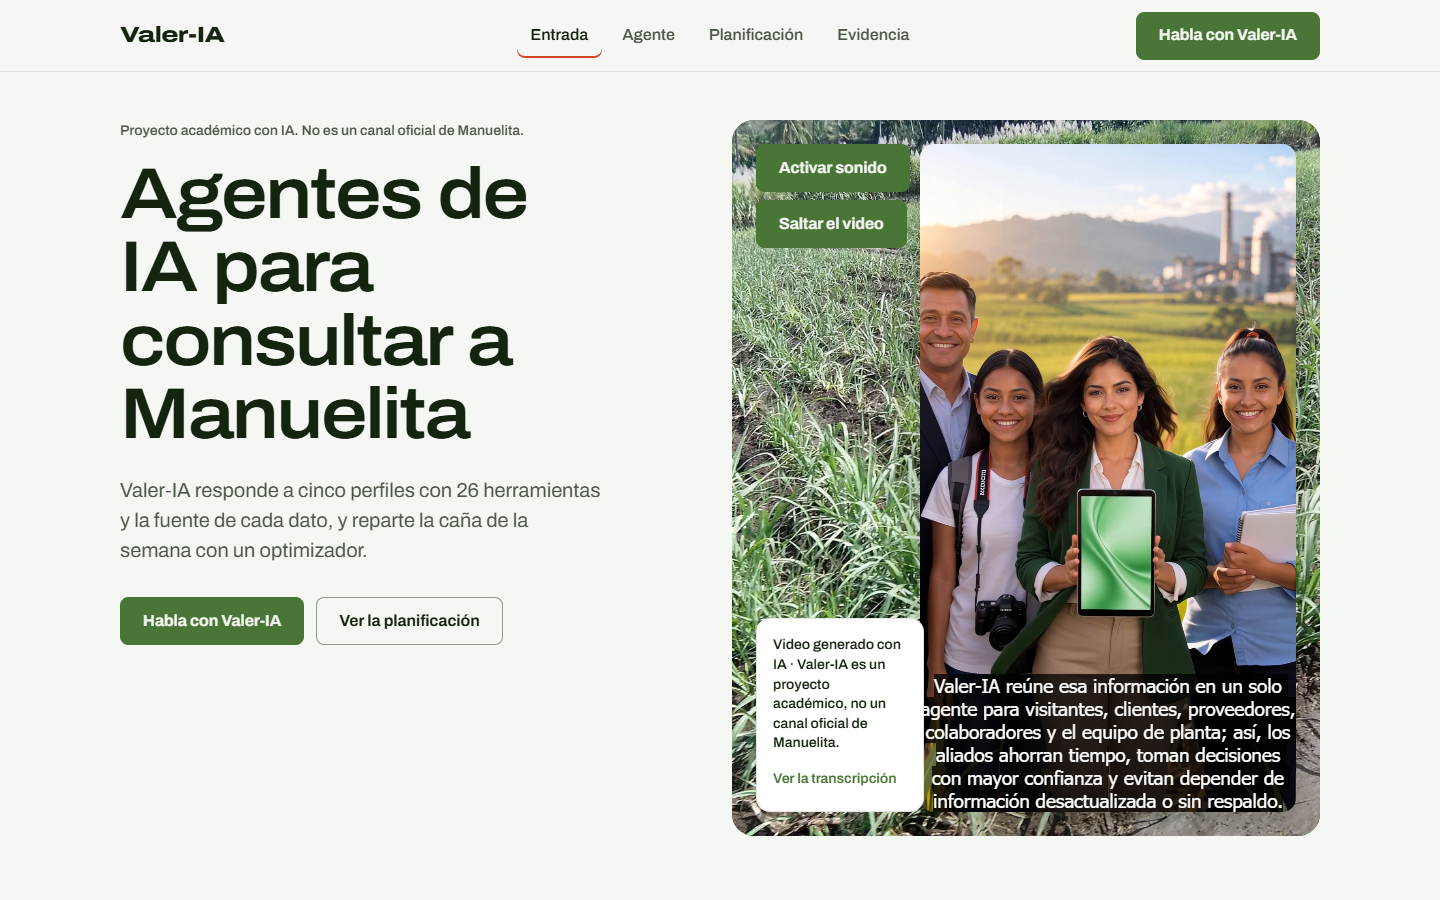 Valer-IA
Entrada
Agente
Planificación
Evidencia
Habla con Valer-IA
Proyecto académico con IA. No es un canal oficial de Manuelita.
Agentes de
IA para
consultar a
Manuelita
Valer-IA responde a cinco perfiles con 26 herramientas
y la fuente de cada dato, y reparte la caña de la
semana con un optimizador.
Habla con Valer-IA
Ver la planificación
Activar sonido
Saltar el video
Video generado con
IA · Valer-IA es un
proyecto
académico, no un
canal oficial de
Manuelita.
Ver la transcripción
Valer-IA reúne esa información en un solo
agente para visitantes, clientes, proveedores,
colaboradores y el equipo de planta; así, los
aliados ahorran tiempo, toman decisiones
con mayor confianza y evitan depender de
información desactualizada o sin respaldo.